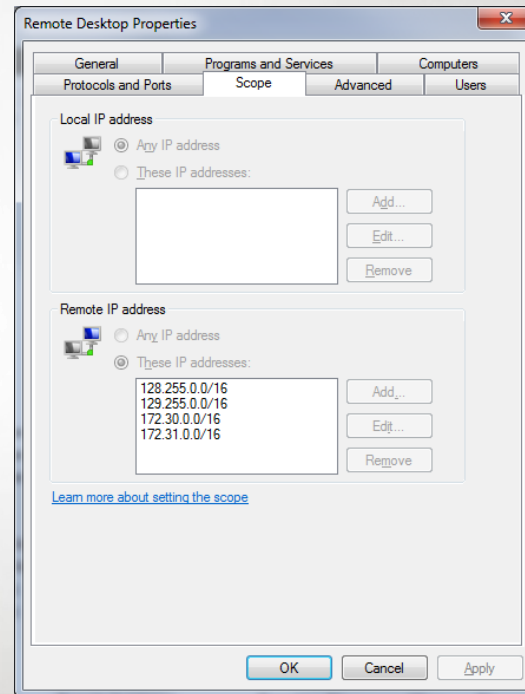 Remote Desktop Properties
General
Programs and Services
Computers
Protocols and Ports
Scope
Advanced
Users
Local IP address
Any IP address
These IP addresses:
Add...
Edit...
Remove
Remote IP address
Any IP address
These IP addresses:
128.255.0.0/16
129.255.0.0/16
172.30.0.0/16
172.31.0.0/16
Add...
Edit...
Remove
Learn more about setting the scope
OK
Cancel
Apply